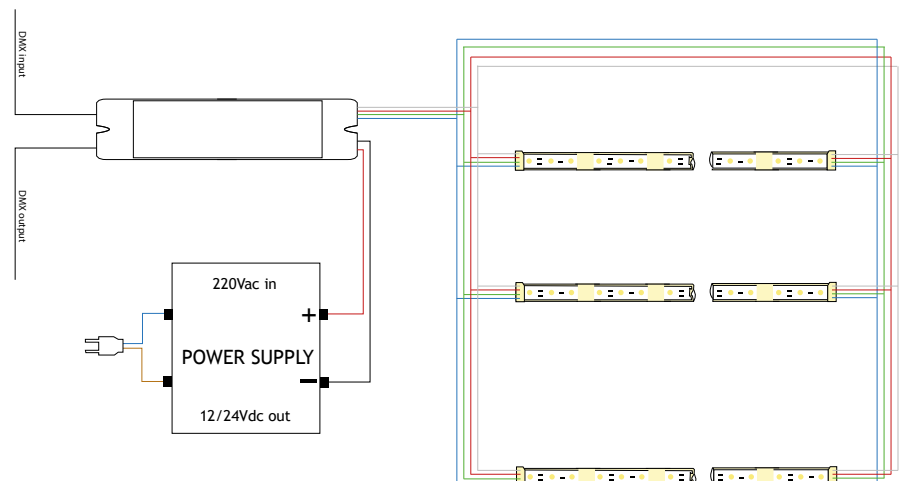 DMX input
DMX output
220Vac in
+
POWER SUPPLY
–
12/24Vdc out